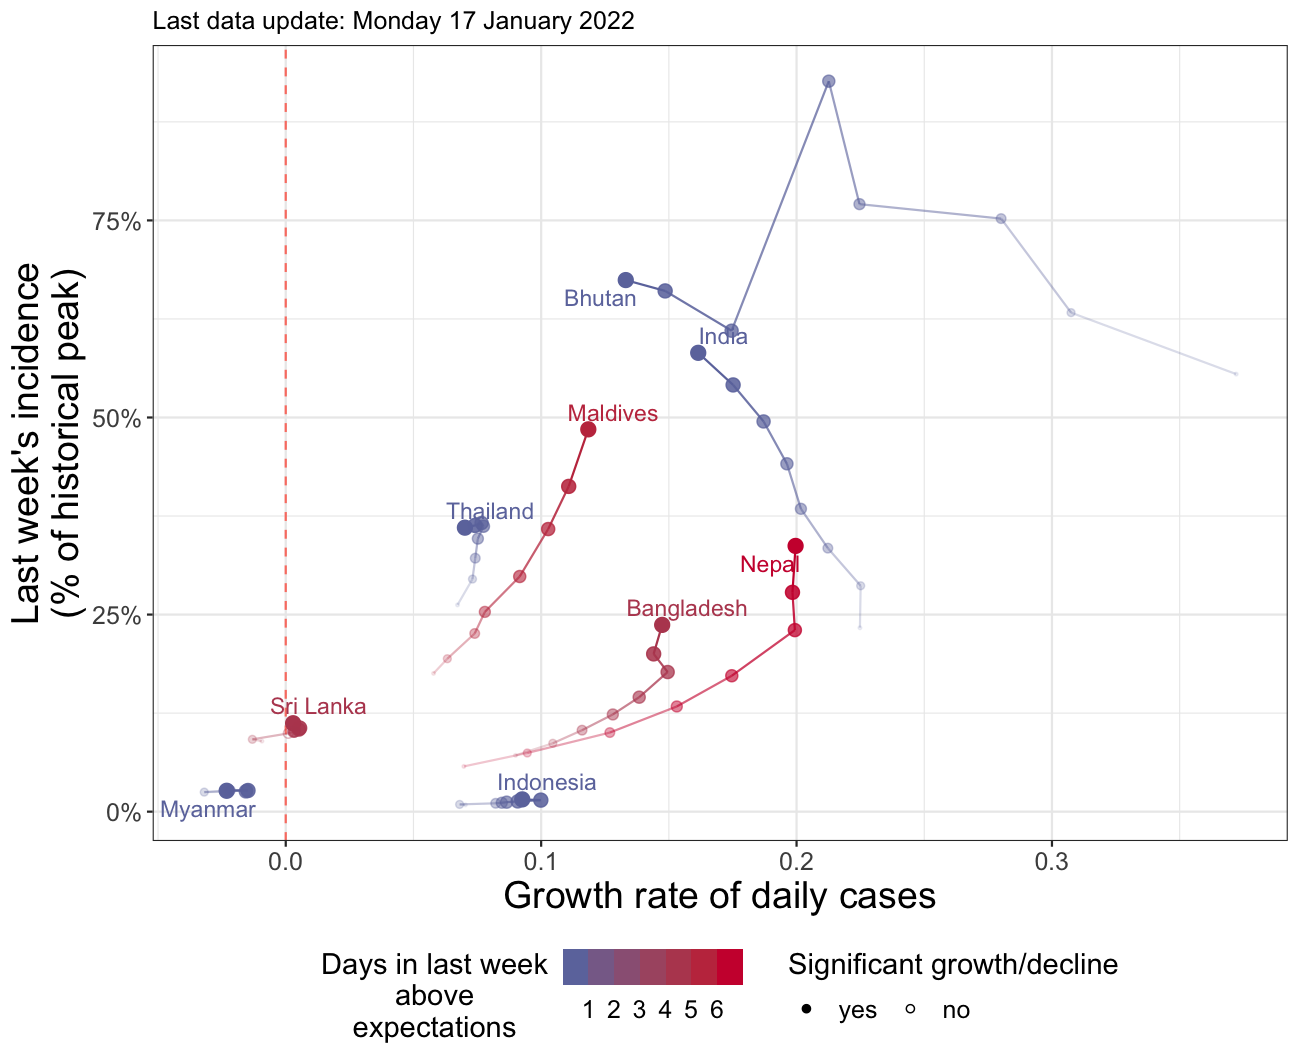 Last data update: Monday 17 January 2022
Last week's incidence
(% of historical peak)
75%
50%
25%
0%
Bhutan
India
Maldives
Thailand
Nepal
Bangladesh
Sri Lanka
Indonesia
Myanmar
0.0 0.1 0.2 0.3
Growth rate of daily cases
Days in last week
above
expectations
1 2 3 4 5 6
Significant growth/decline
yes no